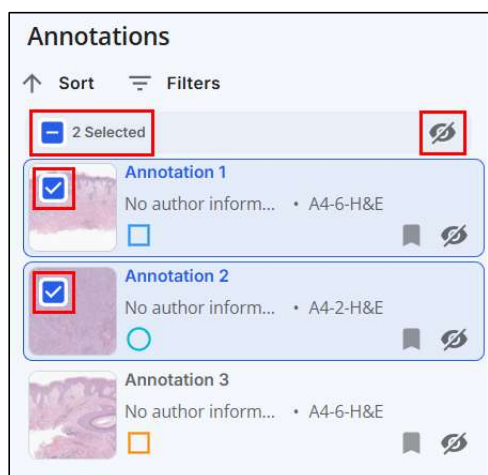 Annotations
Sort Filters
2 Selected
Annotation 1
No author inform... • A4-6-H&E
Annotation 2
No author inform... • A4-2-H&E
Annotation 3
No author inform... • A4-6-H&E